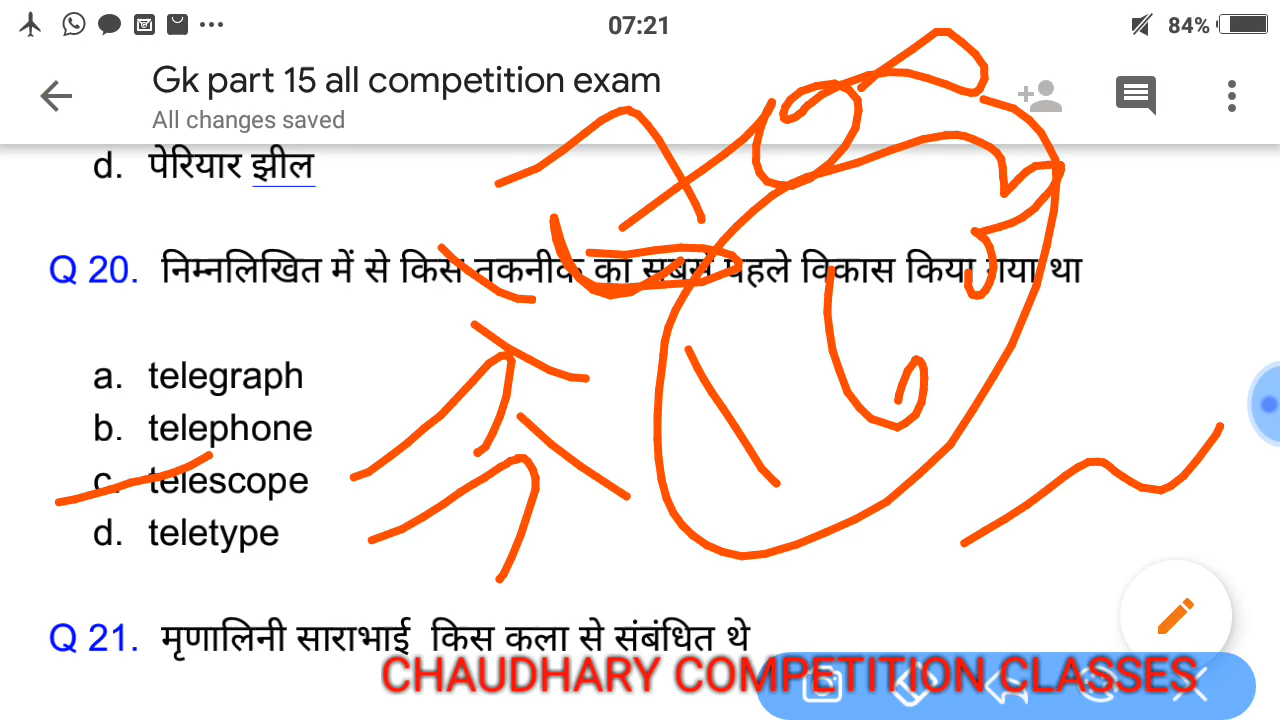 07:21
84%
Gk part 15 all competition exam
All changes saved
d. पेरियार झील
Q 20. निम्नलिखित में से किस तकनीक का सबसे पहले विकास किया गया था
a. telegraph
b. telephone
c. telescope
d. teletype
Q 21. मृणालिनी साराभाई किस कला से संबंधित थे
CHAUDHARY COMPETITION CLASSES